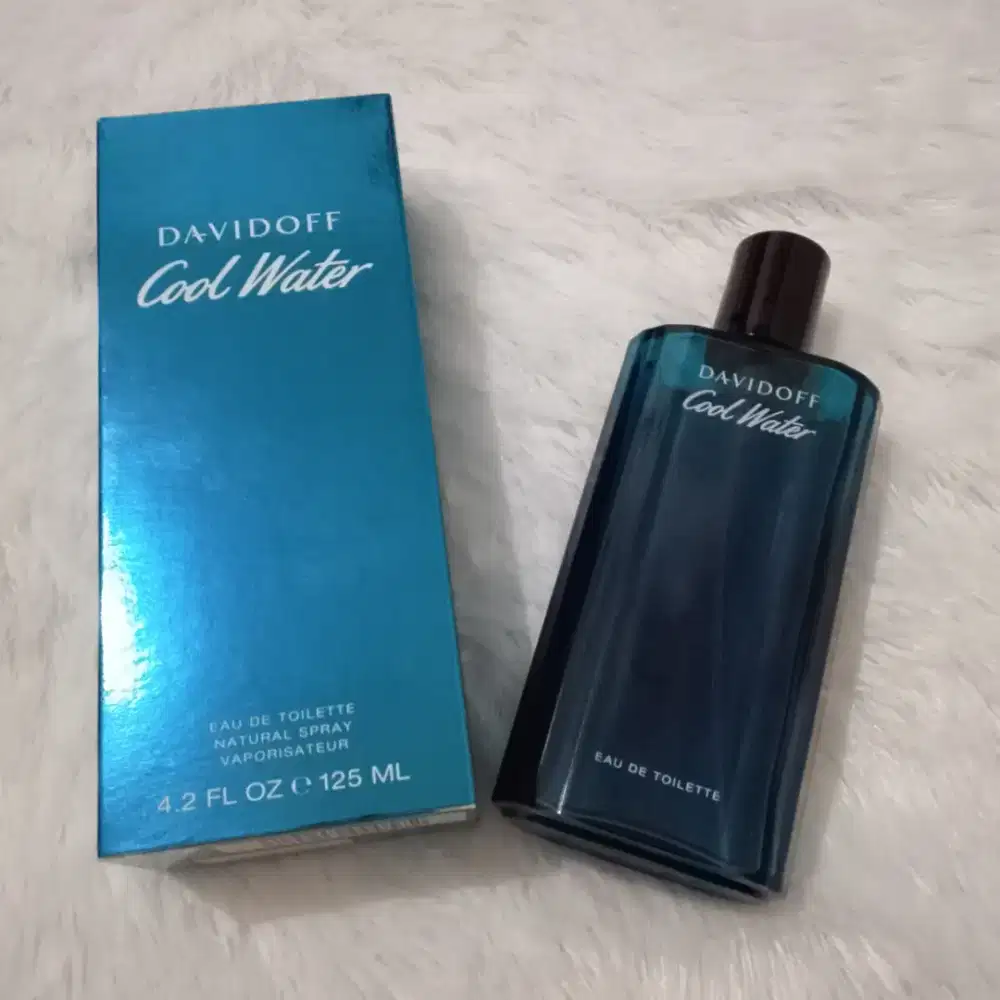 DAVIDOFF
Cool Water
EAU DE TOILETTE
NATURAL SPRAY
VAPORISATEUR
4.2 FL OZ ℮ 125 ML
DAVIDOFF
Cool Water
EAU DE TOILETTE